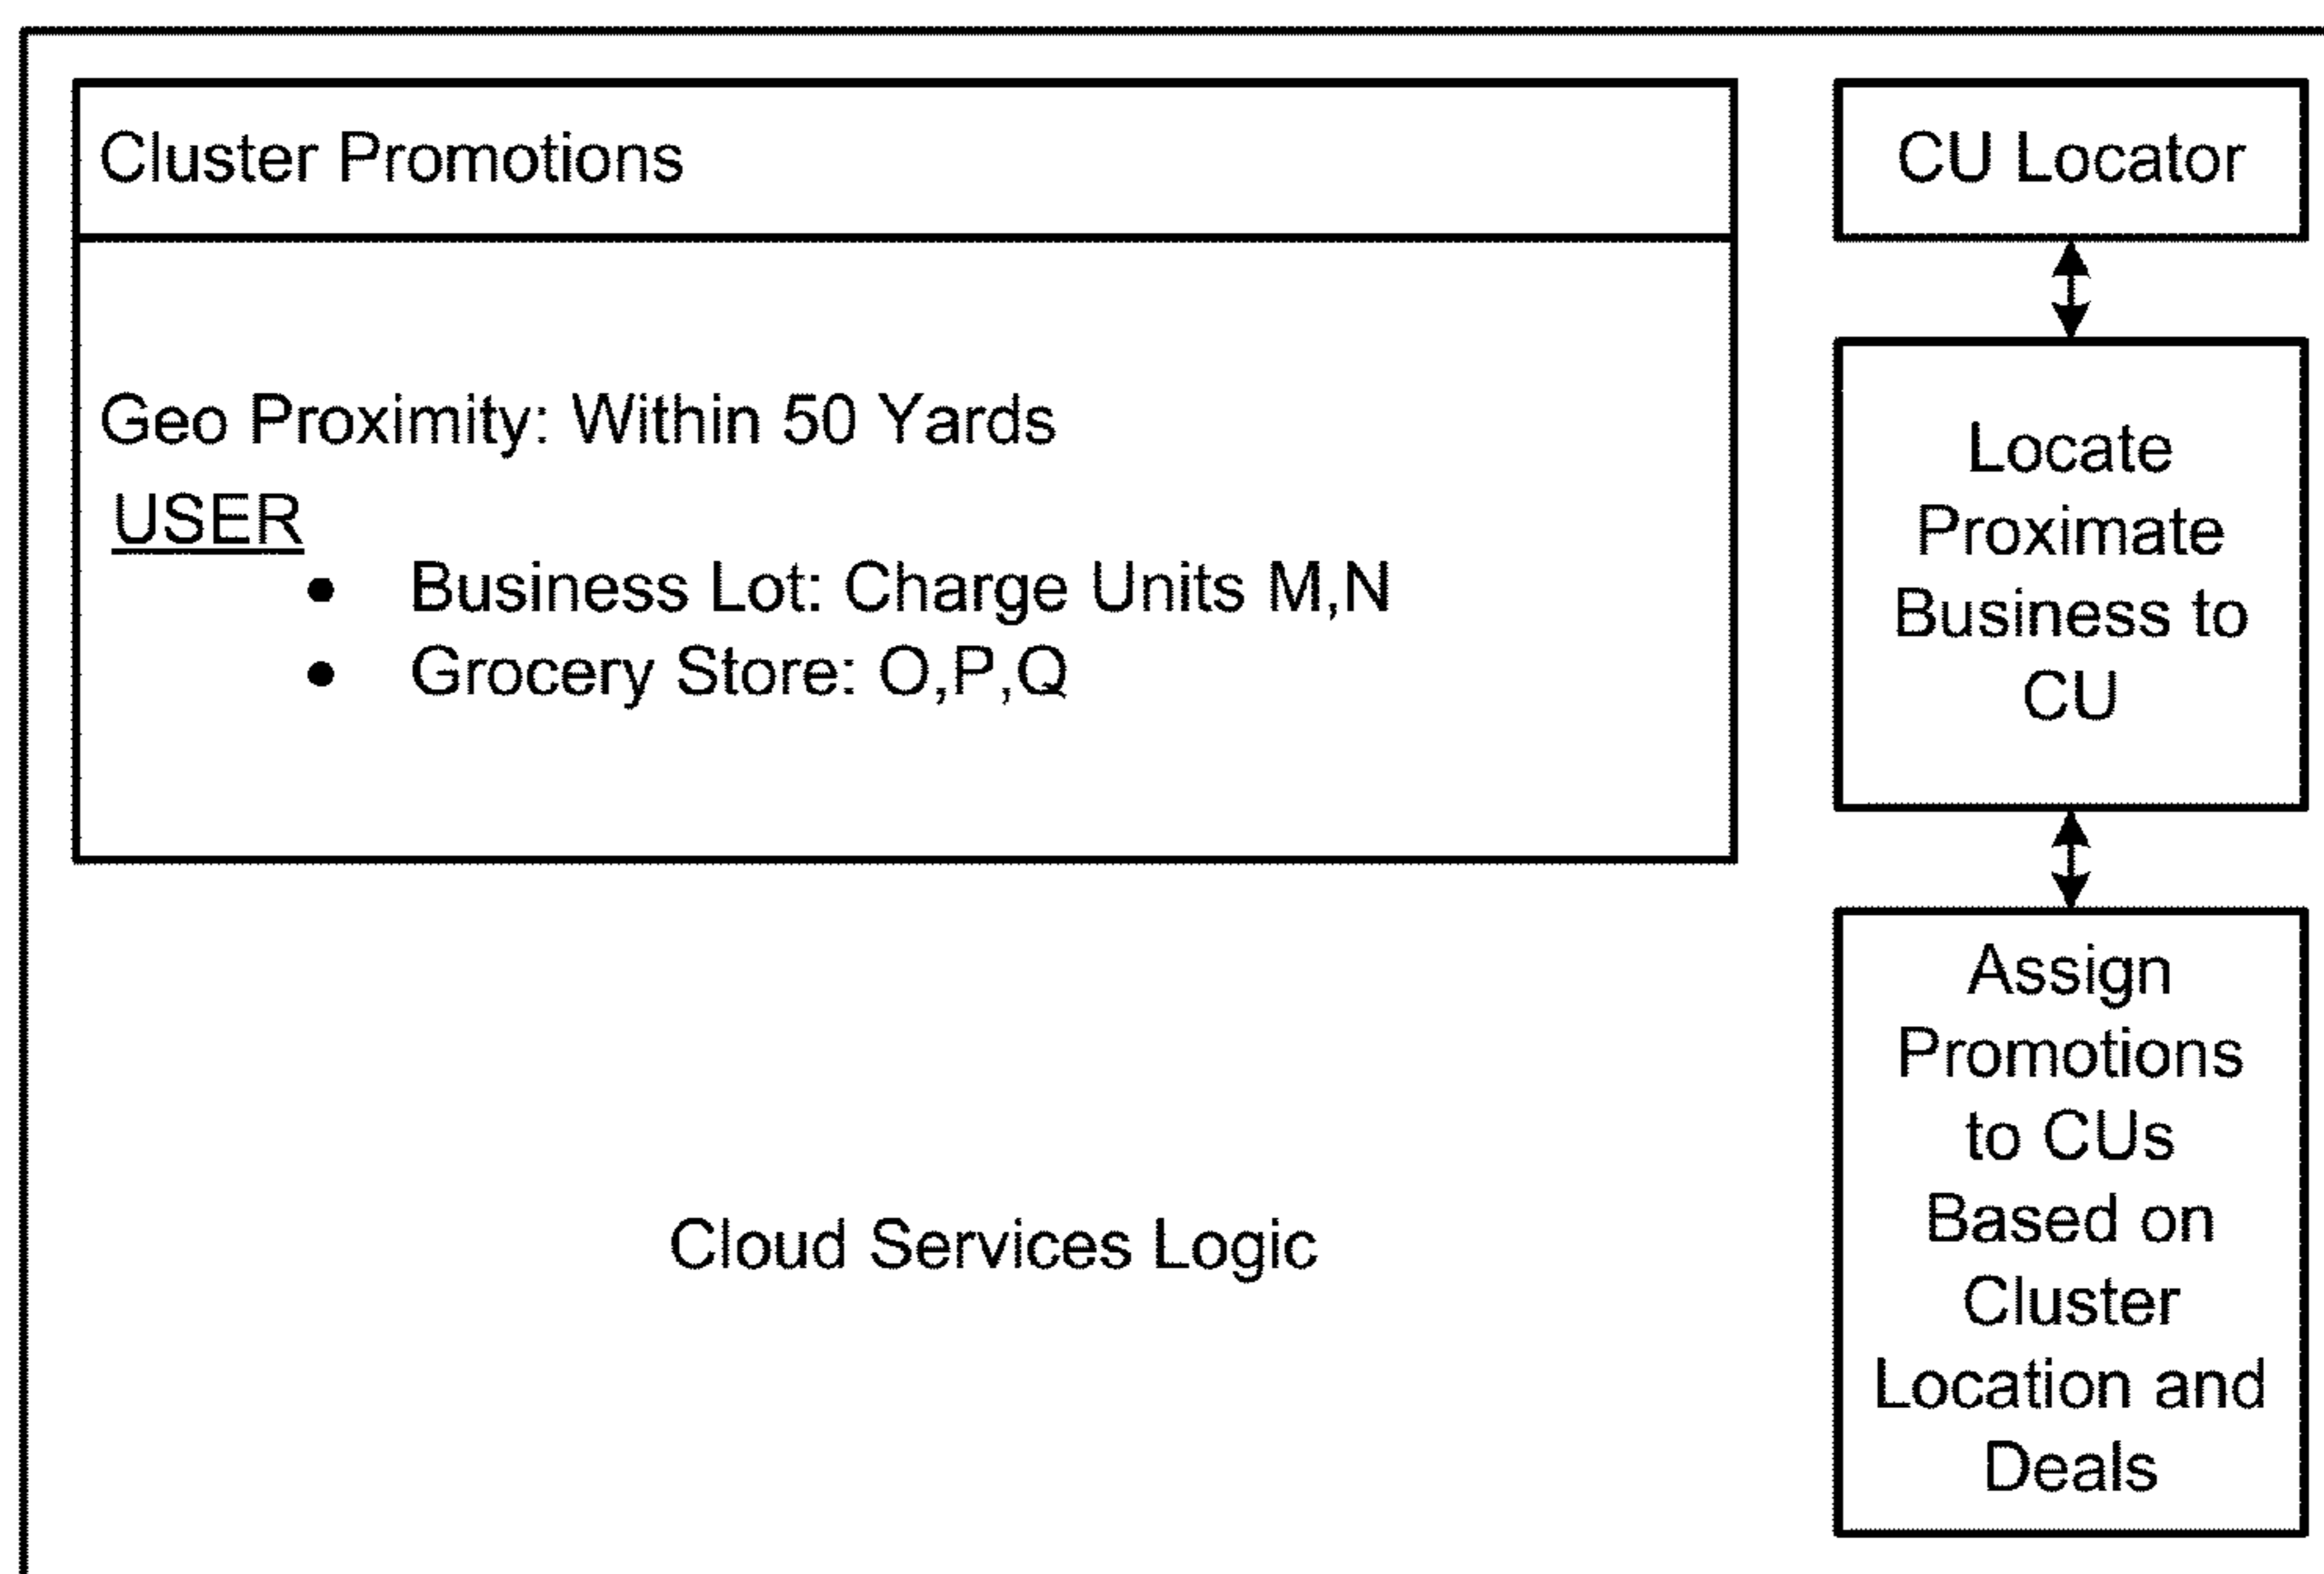 Cluster Promotions
Geo Proximity: Within 50 Yards
USER
• Business Lot: Charge Units M,N
• Grocery Store: O,P,Q
Cloud Services Logic
CU Locator
Locate
Proximate
Business to
CU
Assign
Promotions
to CUs
Based on
Cluster
Location and
Deals